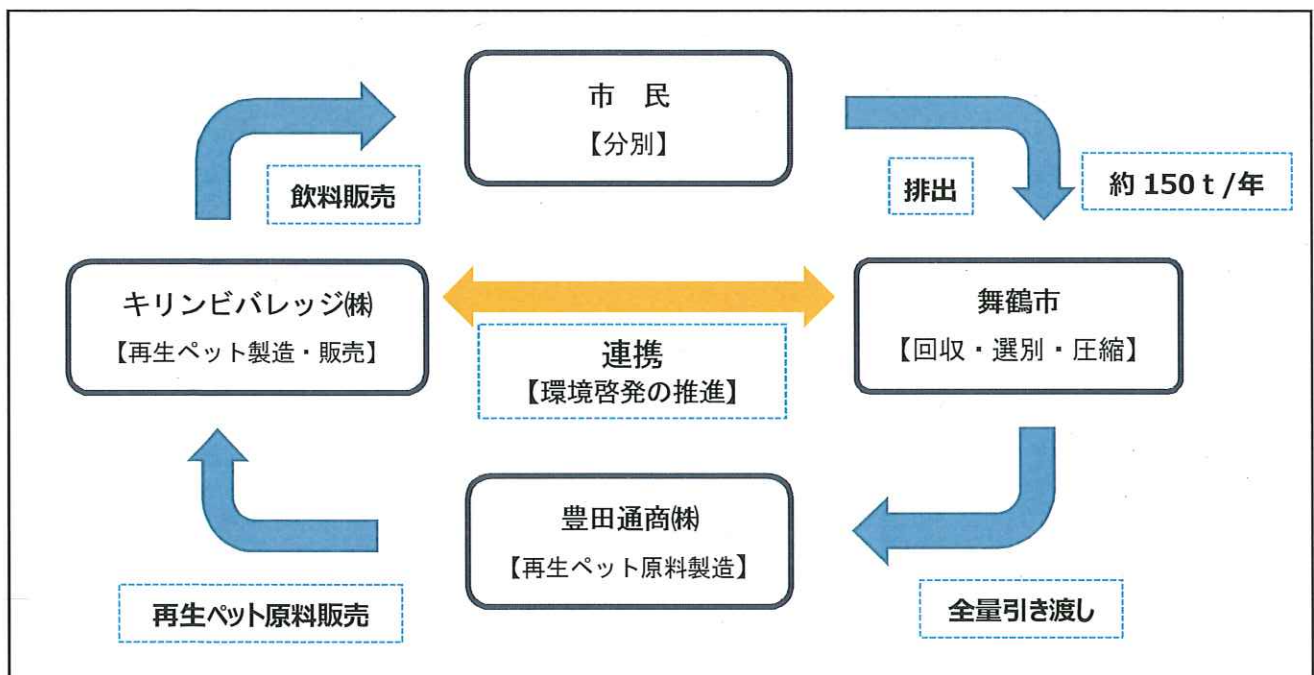 市　民
【分別】
飲料販売
排出
約 150 t /年
キリンビバレッジ㈱
【再生ペット製造・販売】
舞鶴市
【回収・選別・圧縮】
連携
【環境啓発の推進】
豊田通商㈱
【再生ペット原料製造】
再生ペット原料販売
全量引き渡し